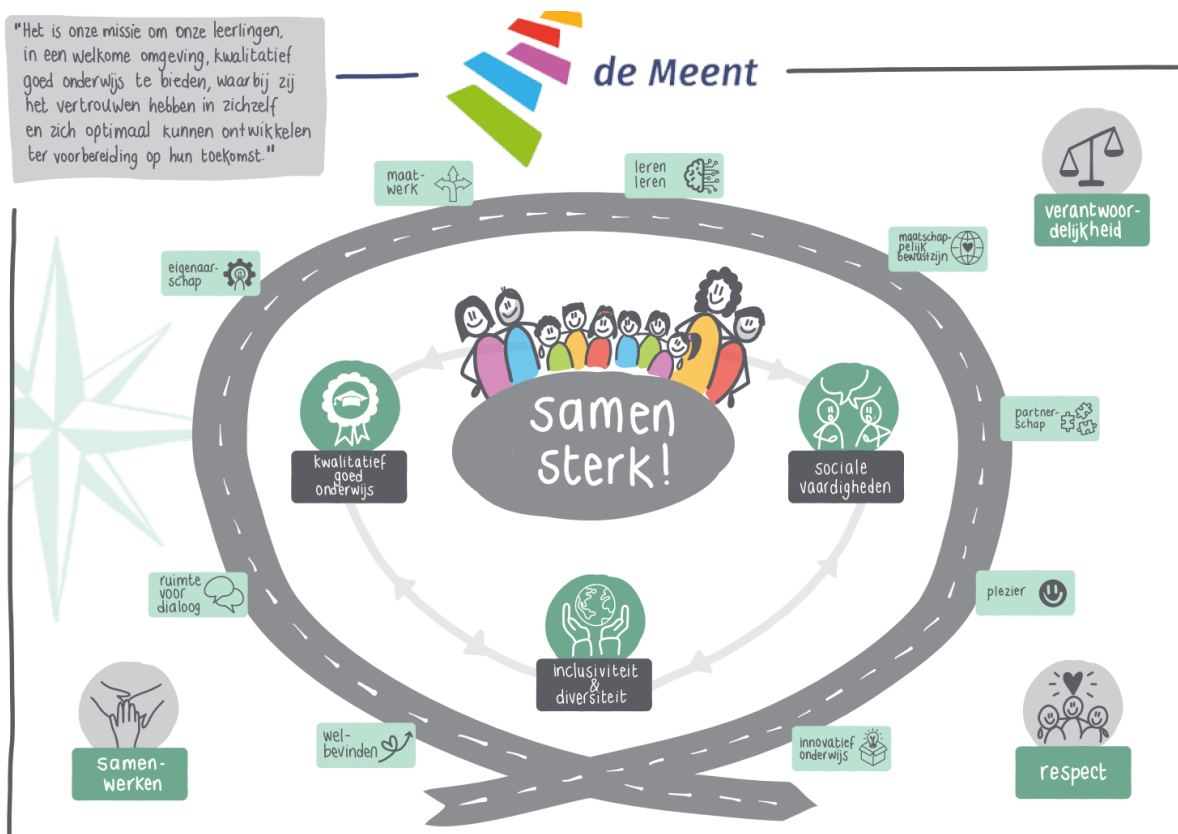 "Het is onze missie om onze leerlingen,
in een welkome omgeving, kwalitatief
goed onderwijs te bieden, waarbij zij
het vertrouwen hebben in zichzelf
en zich optimaal kunnen ontwikkelen
ter voorbereiding op hun toekomst."
de Meent
maat-
werk
leren
leren
verantwoor-
delijkheid
maatschap-
pelijk
bewustzijn
eigenaar-
schap
samen
sterk!
partner-
schap
kwalitatief
goed
onderwijs
sociale
vaardigheden
ruimte
voor
dialoog
plezier
inclusiviteit
&
diversiteit
wel-
bevinden
innovatief
onderwijs
samen-
werken
respect